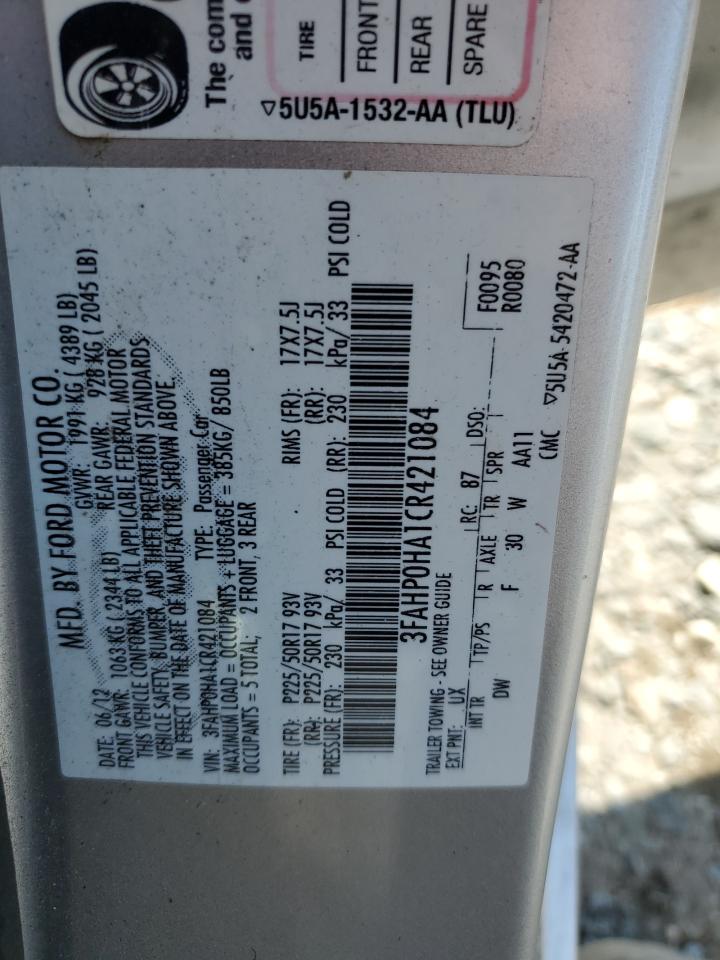 The com
and c
TIRE
FRONT
REAR
SPARE
▽5U5A-1532-AA (TLU)
MFD. BY FORD MOTOR CO.
DATE: 06/12 GVWR: 1991 KG ( 4389 LB)
FRONT GAWR: 1063 KG ( 2344 LB) REAR GAWR: 928 KG ( 2045 LB)
THIS VEHICLE CONFORMS TO ALL APPLICABLE FEDERAL MOTOR
VEHICLE SAFETY, BUMPER, AND THEFT PREVENTION STANDARDS
IN EFFECT ON THE DATE OF MANUFACTURE SHOWN ABOVE.
VIN: 3FAHP0HA1CR421084 TYPE: Passenger Car
MAXIMUM LOAD = OCCUPANTS + LUGGAGE = 385KG/ 850LB
OCCUPANTS = 5 TOTAL, 2 FRONT, 3 REAR
TIRE (FR): P225/50R17 93V RIMS (FR): 17X7.5J
(RR): P225/50R17 93V (RR): 17X7.5J
PRESSURE (FR): 230 kPa/ 33 PSI COLD (RR): 230 kPa/ 33 PSI COLD
3FAHP0HA1CR421084
TRAILER TOWING - SEE OWNER GUIDE
EXT PNT: UX RC: 87 DSO: F0095
INT TR TP/PS R AXLE TR SPR R0080
DW F 30 W AA11
CMC ▽5U5A-5420472-AA